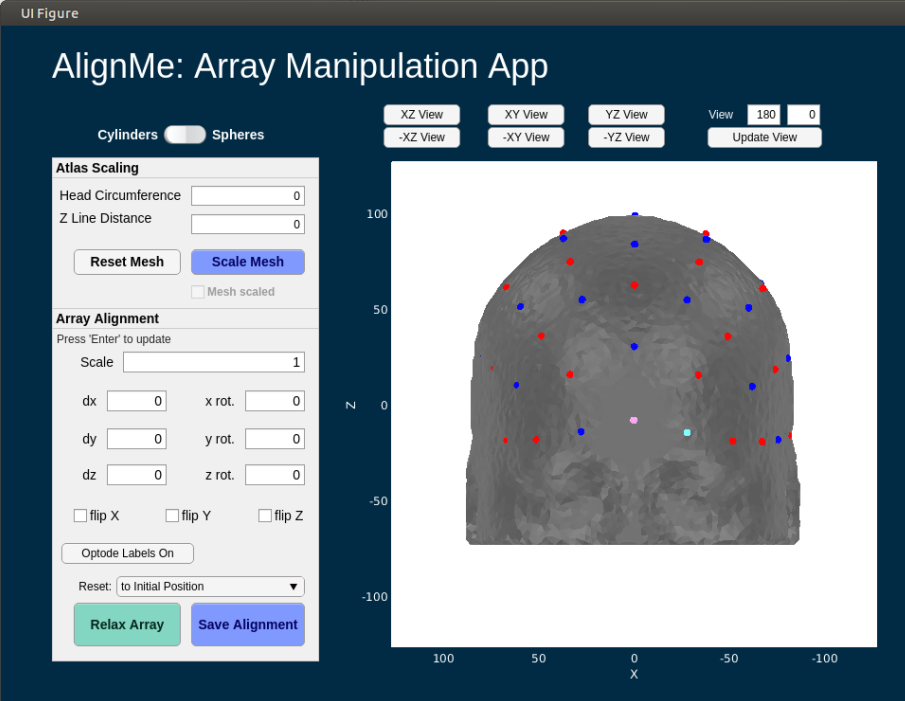 UI Figure
AlignMe: Array Manipulation App
XZ View XY View YZ View View 180 0
-XZ View -XY View -YZ View Update View
Cylinders Spheres
Atlas Scaling
Head Circumference 0
Z Line Distance 0
Reset Mesh Scale Mesh
Mesh scaled
Array Alignment
Press 'Enter' to update
Scale 1
dx 0 x rot. 0
dy 0 y rot. 0
dz 0 z rot. 0
flip X flip Y flip Z
Optode Labels On
Reset: to Initial Position
Relax Array Save Alignment
100
50
Z 0
-50
-100
100 50 0 -50 -100
X